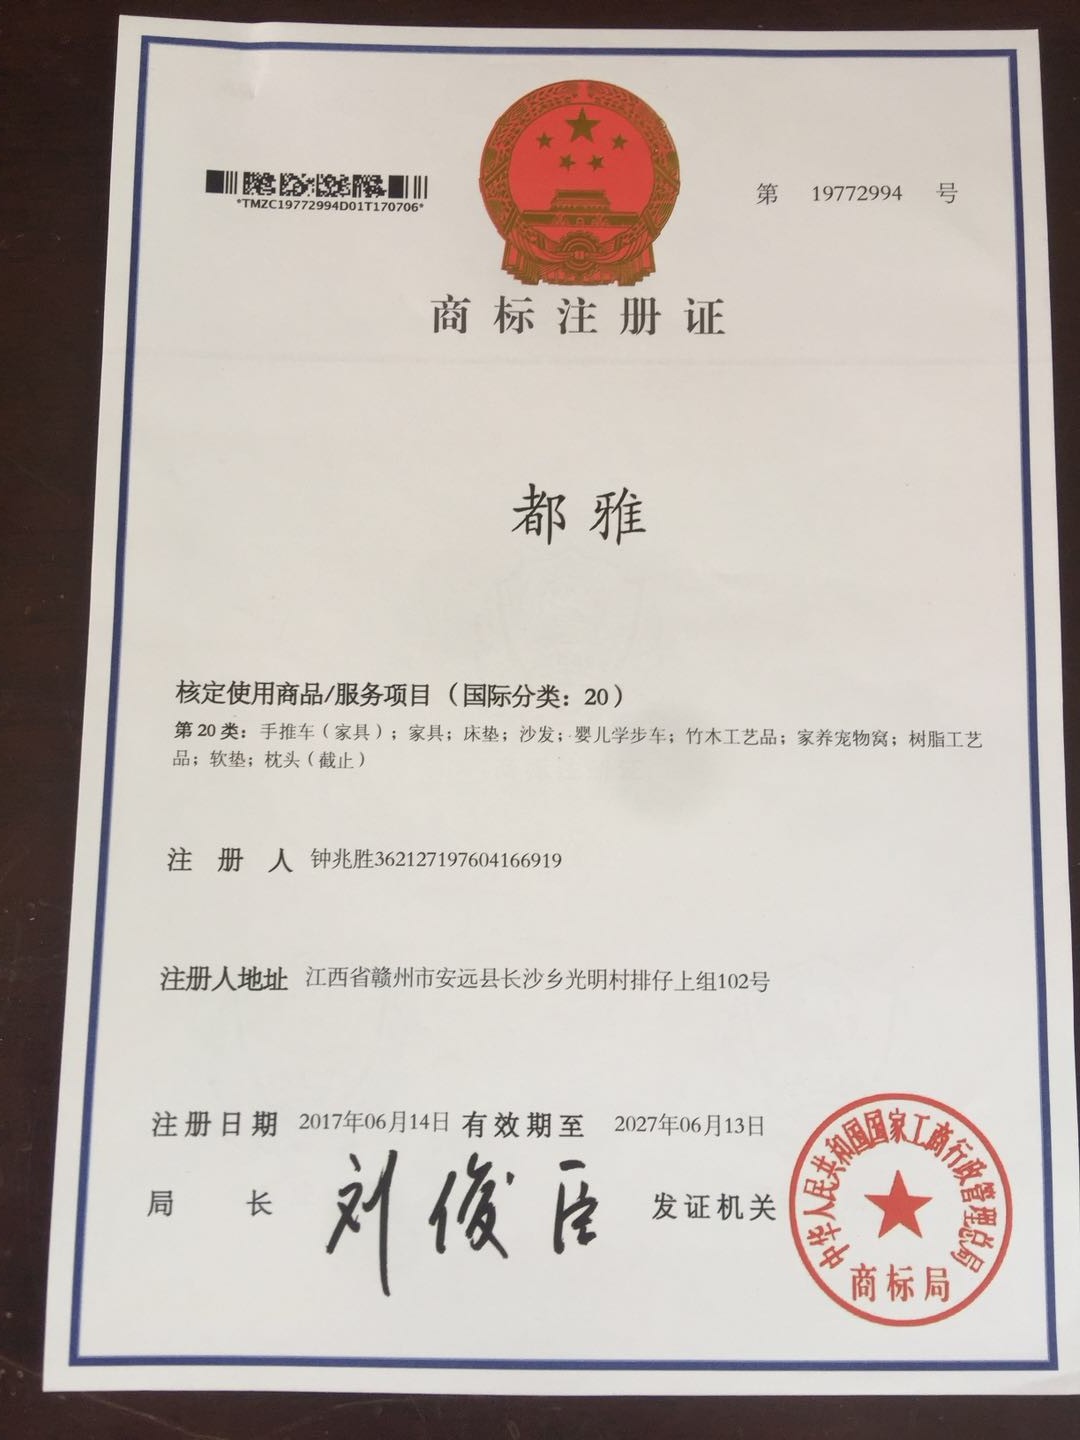 *TMZC19772994D01T170706*
第 19772994 号
商标注册证
都雅
核定使用商品/服务项目（国际分类：20）
第20类：手推车（家具）；家具；床垫；沙发；婴儿学步车；竹木工艺品；家养宠物窝；树脂工艺
品；软垫；枕头（截止）
注册人 钟兆胜362127197604166919
注册人地址 江西省赣州市安远县长沙乡光明村排仔上组102号
注册日期 2017年06月14日 有效期至 2027年06月13日
局长 刘俊臣 发证机关
中华人民共和国国家工商行政管理总局
商标局